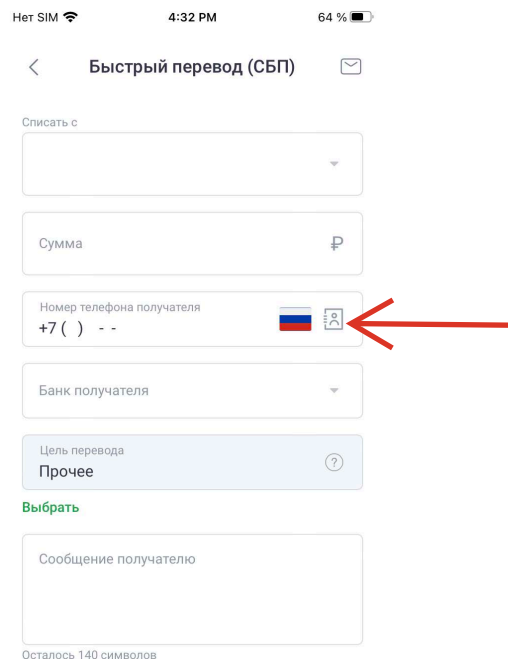 Нет SIM 4:32 PM 64 %
Быстрый перевод (СБП)
Списать с
Сумма ₽
Номер телефона получателя
+7 ( ) - -
Банк получателя
Цель перевода
Прочее ?
Выбрать
Сообщение получателю
Осталось 140 символов